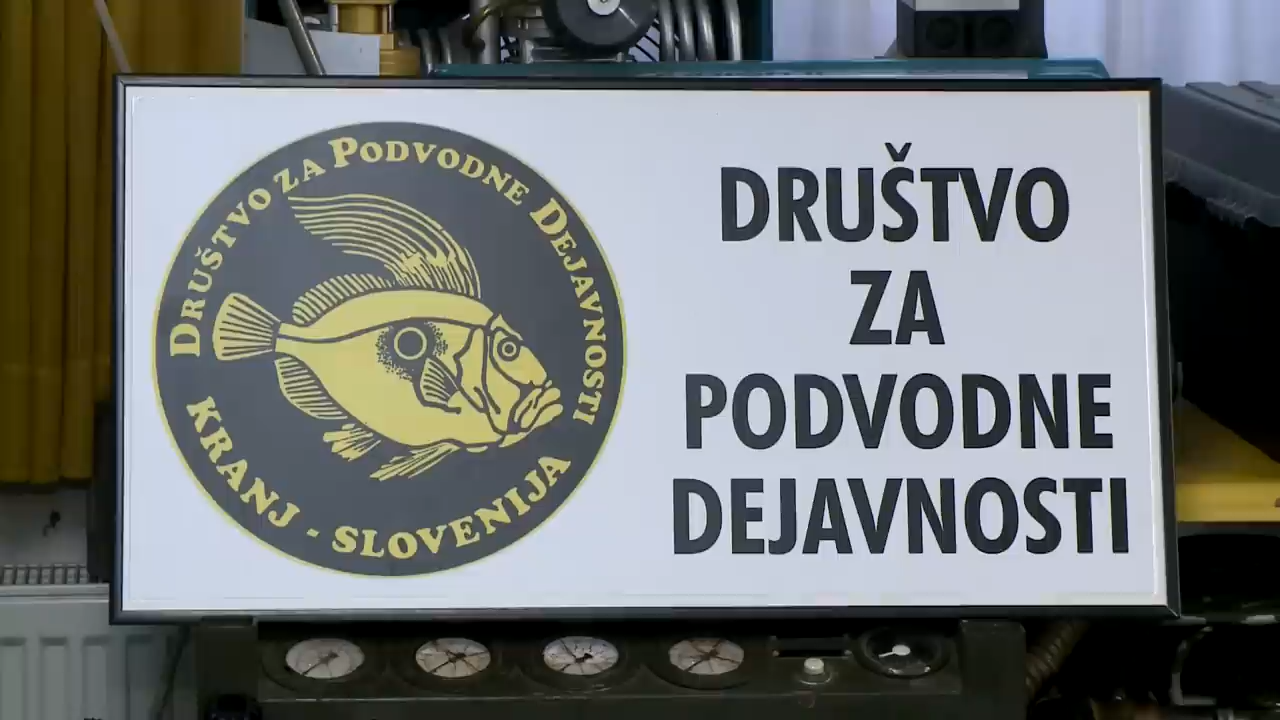 DRUŠTVO ZA PODVODNE DEJAVNOSTI
KRANJ - SLOVENIJA
DRUŠTVO
ZA
PODVODNE
DEJAVNOSTI